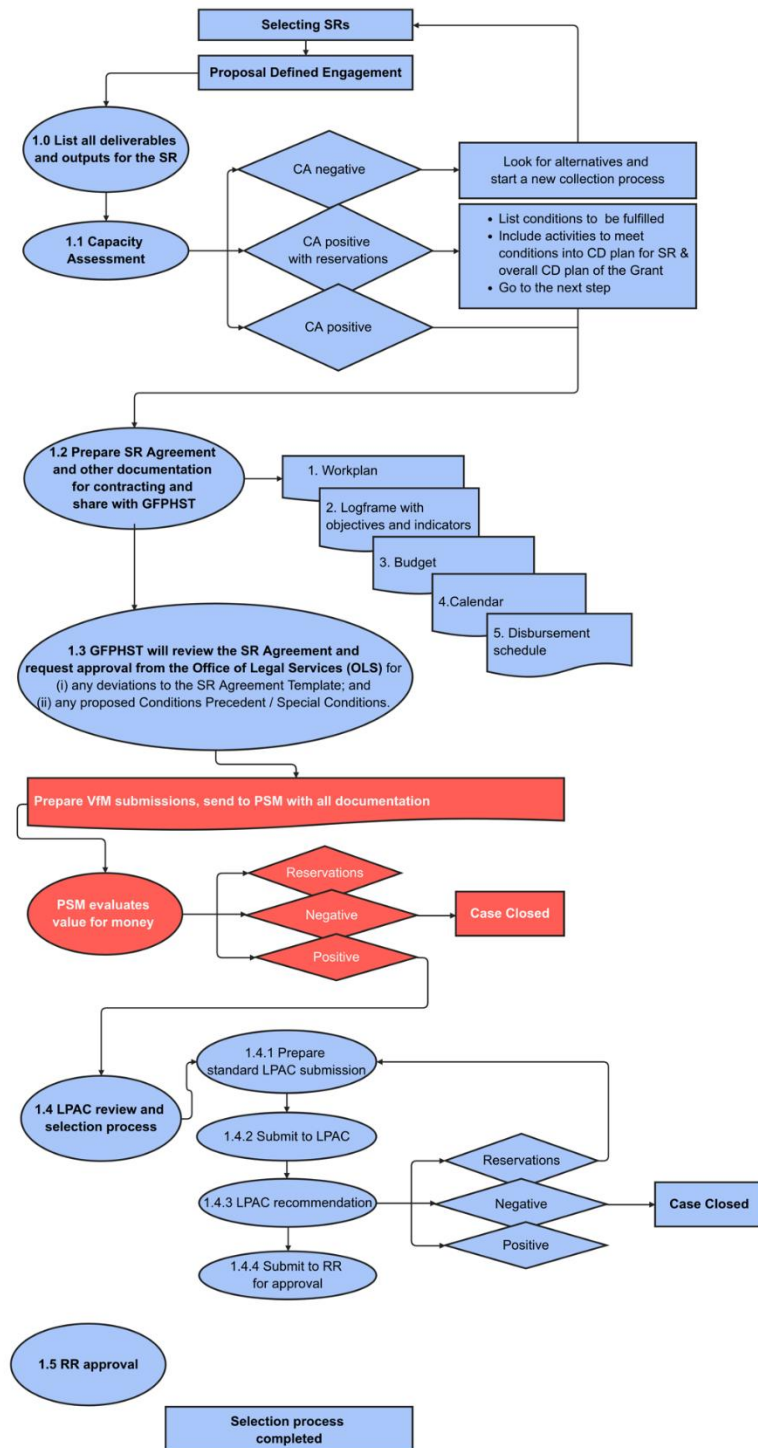 Selecting SRs
Proposal Defined Engagement
1.0 List all deliverables
and outputs for the SR
CA negative
Look for alternatives and
start a new collection process
1.1 Capacity
Assessment
CA positive
with reservations
• List conditions to be fulfilled
• Include activities to meet
conditions into CD plan for SR &
overall CD plan of the Grant
• Go to the next step
CA positive
1.2 Prepare SR Agreement
and other documentation
for contracting and
share with GFPHST
1. Workplan
2. Logframe with
objectives and indicators
3. Budget
4.Calendar
5. Disbursement
schedule
1.3 GFPHST will review the SR Agreement and
request approval from the Office of Legal Services (OLS) for
(i) any deviations to the SR Agreement Template; and
(ii) any proposed Conditions Precedent / Special Conditions.
Prepare VfM submissions, send to PSM with all documentation
PSM evaluates
value for money
Reservations
Negative
Case Closed
Positive
1.4 LPAC review and
selection process
1.4.1 Prepare
standard LPAC submission
1.4.2 Submit to LPAC
1.4.3 LPAC recommendation
1.4.4 Submit to RR
for approval
Reservations
Negative
Case Closed
Positive
1.5 RR approval
Selection process
completed